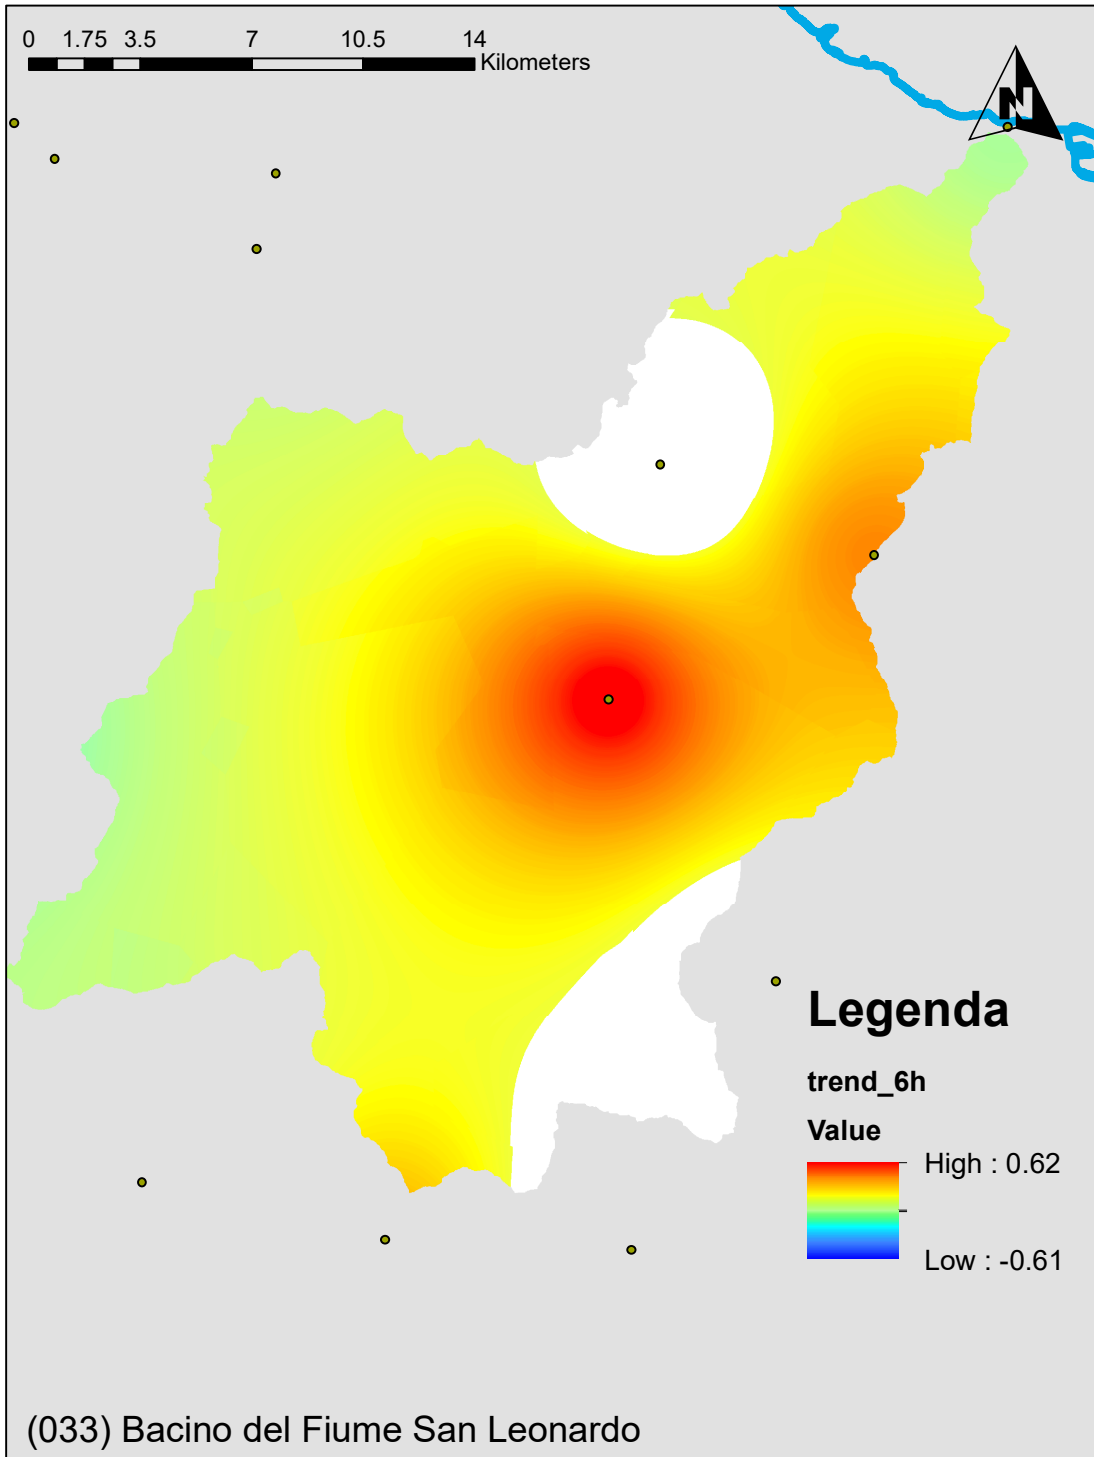 0 1.75 3.5 7 10.5 14
Kilometers
N
Legenda
trend_6h
Value
High : 0.62
Low : -0.61
(033) Bacino del Fiume San Leonardo